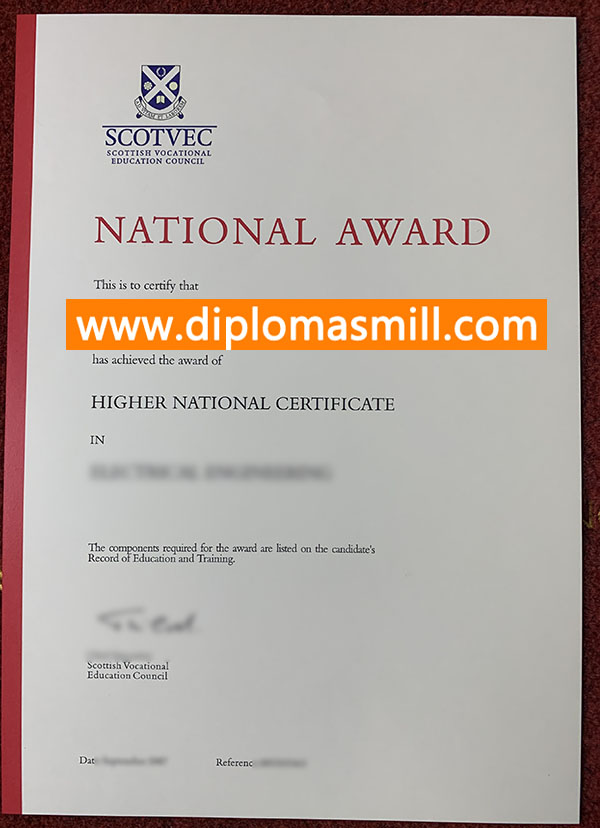 SCOTVEC
SCOTTISH VOCATIONAL
EDUCATION COUNCIL
NATIONAL AWARD
This is to certify that
www.diplomasmill.com
has achieved the award of
HIGHER NATIONAL CERTIFICATE
IN
ELECTRICAL ENGINEERING
The components required for the award are listed on the candidate's
Record of Education and Training.
Scottish Vocational
Education Council